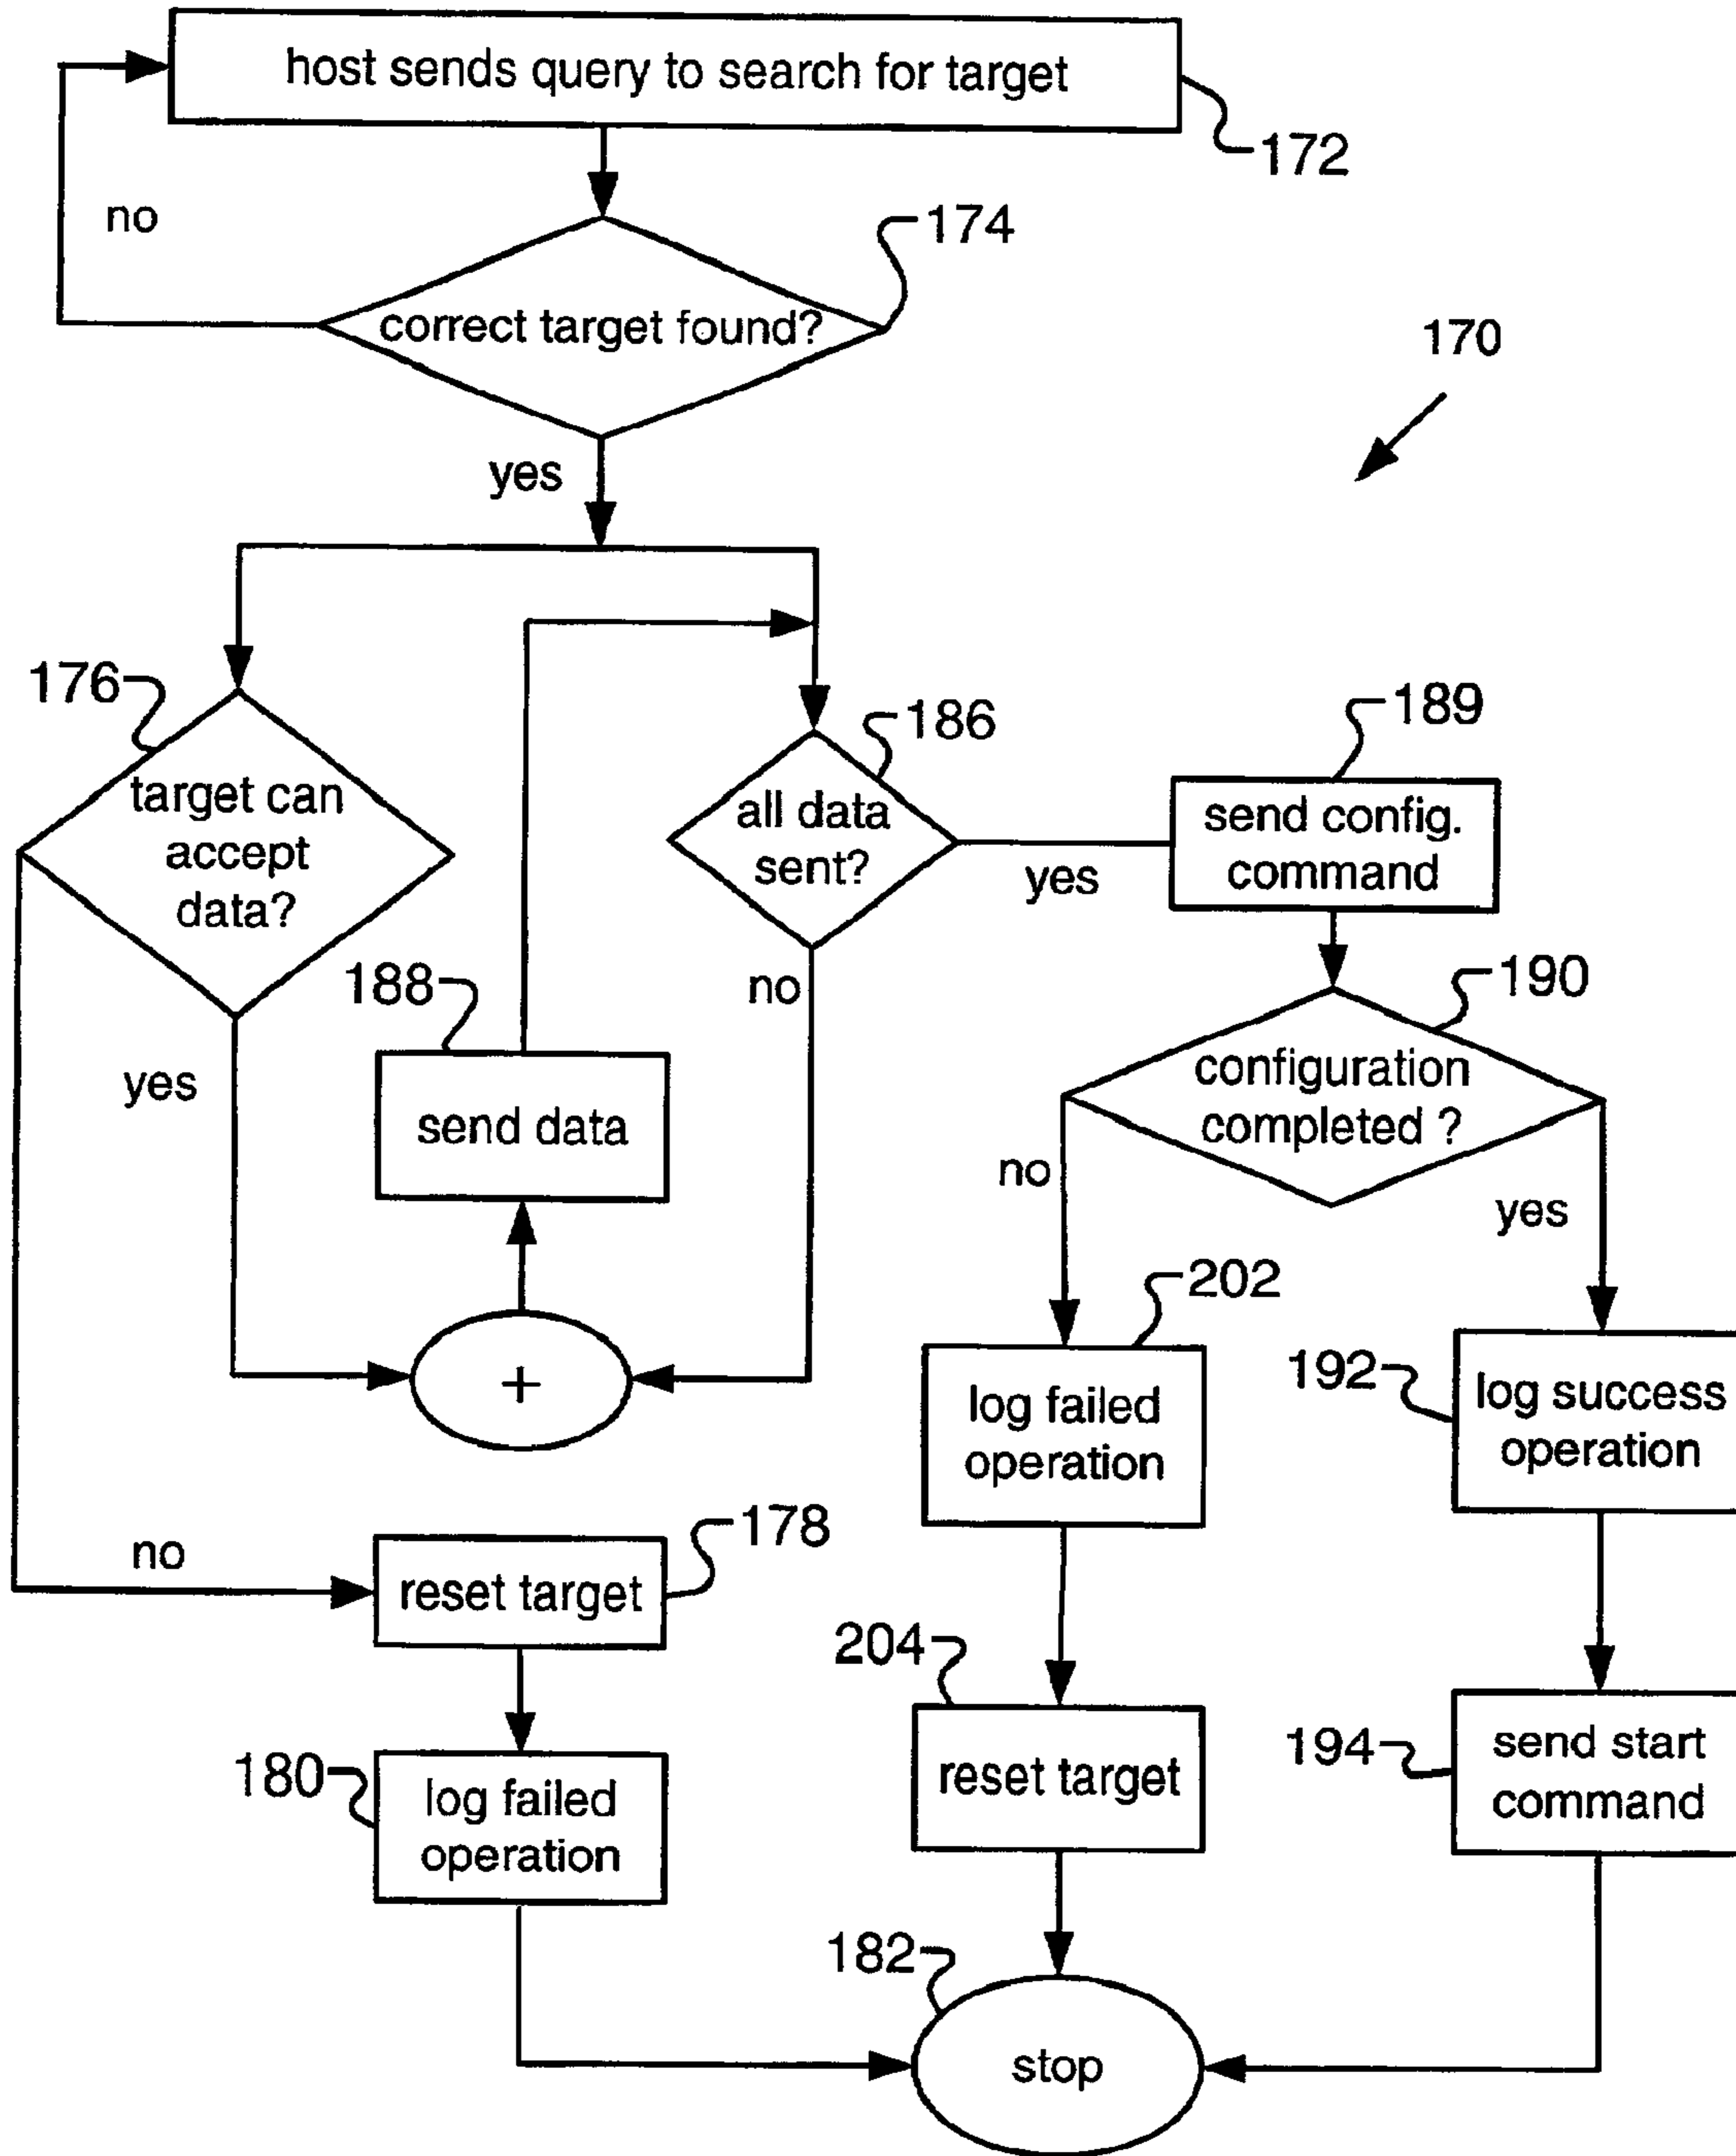 host sends query to search for target
172
no
174
correct target found?
170
yes
176
target can
accept
data?
186
all data
sent?
189
send config.
command
yes
188
no
190
configuration
completed ?
yes
send data
no
yes
+
202
log failed
operation
192
log success
operation
no
178
reset target
204
reset target
194
send start
command
180
log failed
operation
182
stop